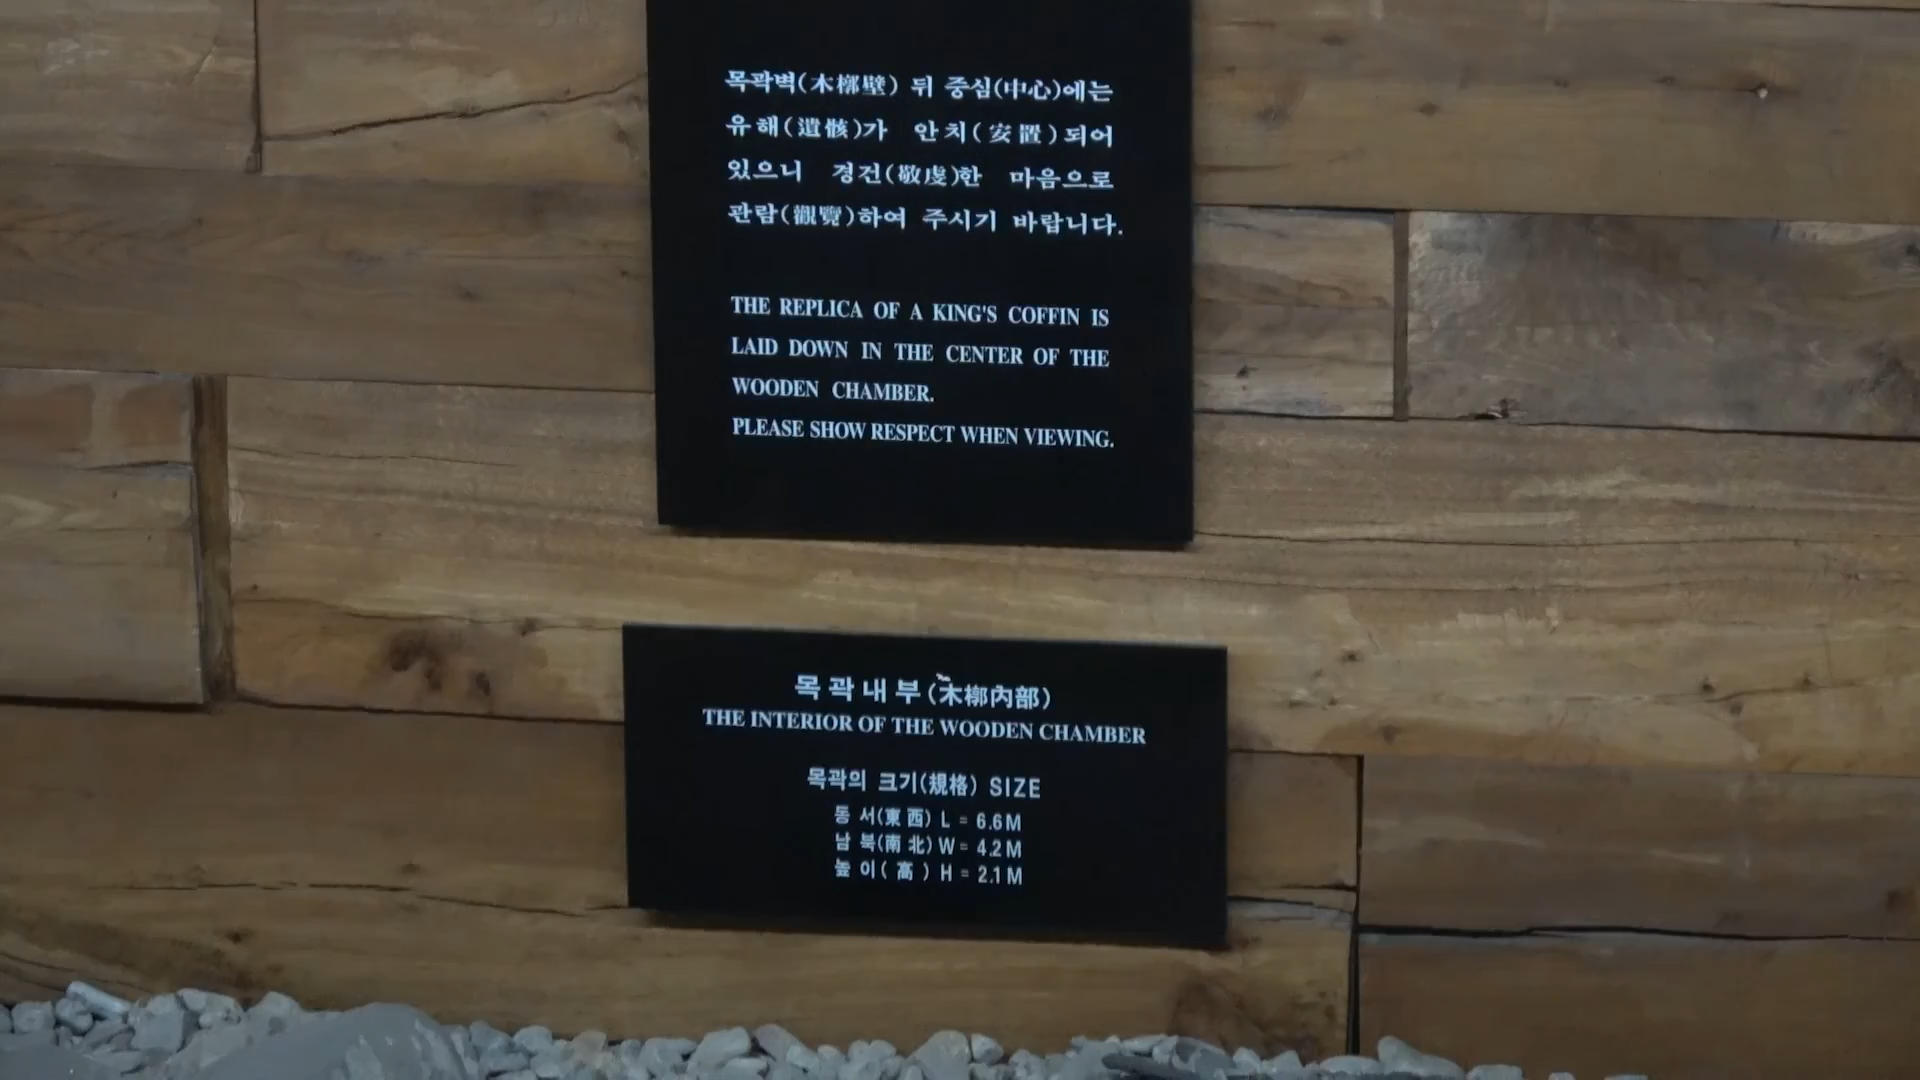 목곽벽(木槨壁) 뒤 중심(中心)에는
유해(遺骸)가 안치(安置)되어
있으니 경건(敬虔)한 마음으로
관람(觀覽)하여 주시기 바랍니다.
THE REPLICA OF A KING'S COFFIN IS
LAID DOWN IN THE CENTER OF THE
WOODEN CHAMBER.
PLEASE SHOW RESPECT WHEN VIEWING.
목곽내부(木槨內部)
THE INTERIOR OF THE WOODEN CHAMBER
목곽의 크기(規格) SIZE
동 서(東 西) L = 6.6M
남 북(南 北) W = 4.2M
높 이( 高 ) H = 2.1M